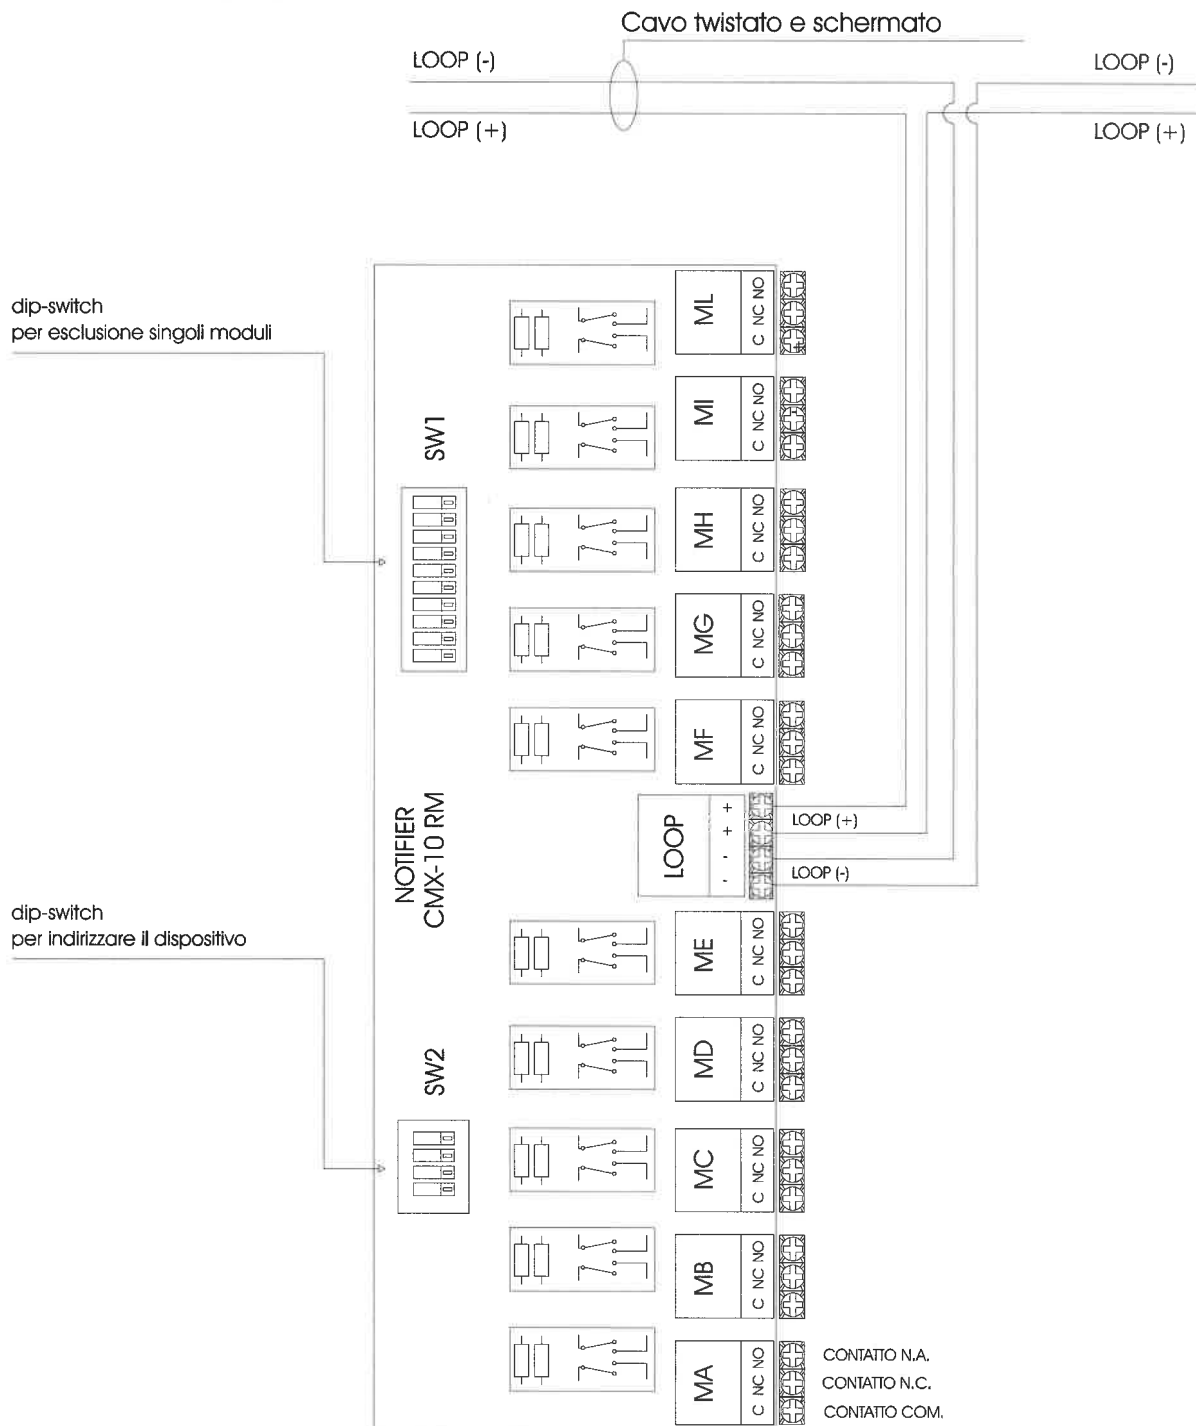 Cavo twistato e schermato
LOOP (-)
LOOP (-)
LOOP (+)
LOOP (+)
dip-switch
per esclusione singoli moduli
SW1
ML
C NC NO
MI
C NC NO
MH
C NC NO
MG
C NC NO
MF
C NC NO
NOTIFIER
CMX-10 RM
LOOP
- - + +
LOOP (+)
LOOP (-)
dip-switch
per indirizzare il dispositivo
SW2
ME
C NC NO
MD
C NC NO
MC
C NC NO
MB
C NC NO
MA
C NC NO
CONTATTO N.A.
CONTATTO N.C.
CONTATTO COM.